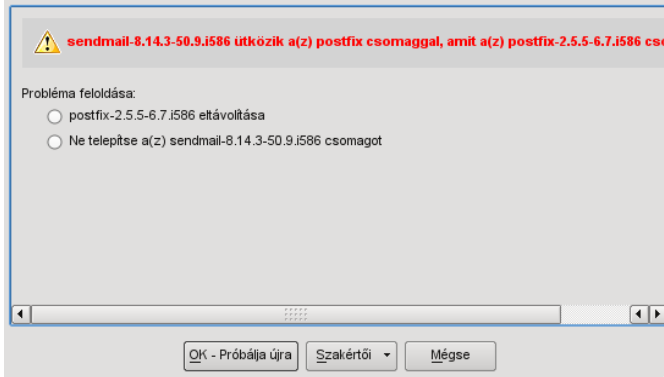 sendmail-8.14.3-50.9.i586 ütközik a(z) postfix csomaggal, amit a(z) postfix-2.5.5-6.7.i586 cso
Probléma feloldása:
postfix-2.5.5-6.7.i586 eltávolítása
Ne telepítse a(z) sendmail-8.14.3-50.9.i586 csomagot
OK - Próbálja újra Szakértői Mégse